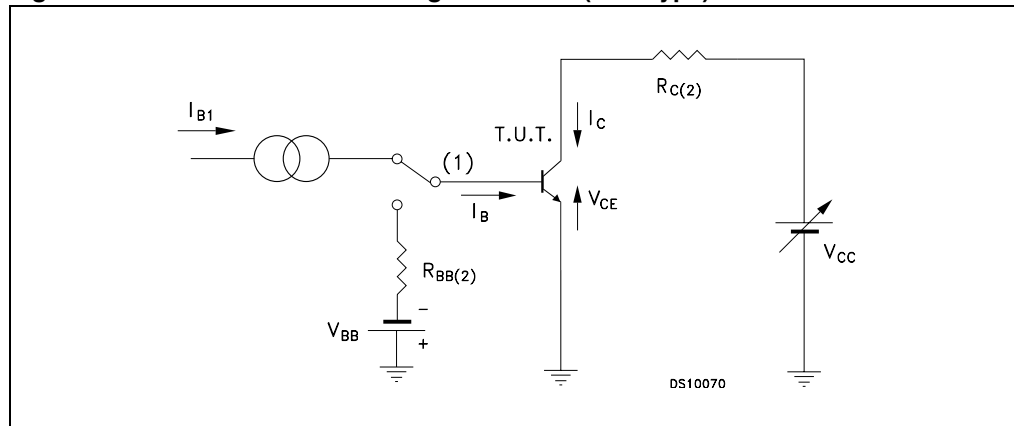 I_B1
(1)
I_B
R_BB(2)
V_BB
−
+
T.U.T.
I_C
V_CE
R_C(2)
V_CC
DS10070